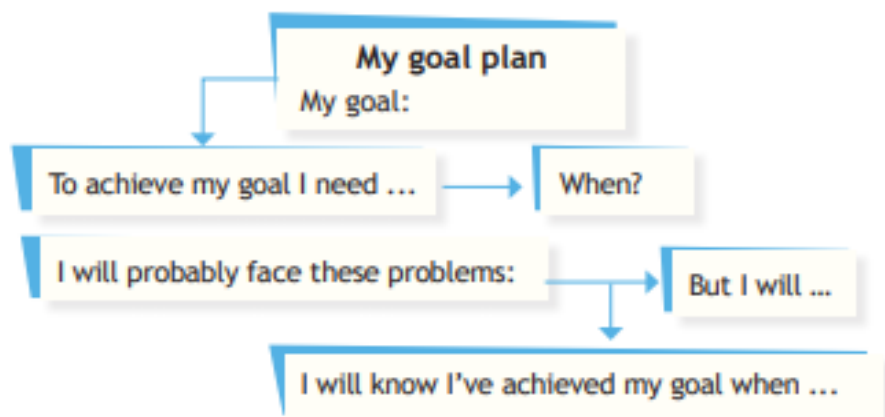 My goal plan
My goal:
To achieve my goal I need ...
When?
I will probably face these problems:
But I will ...
I will know I've achieved my goal when ...